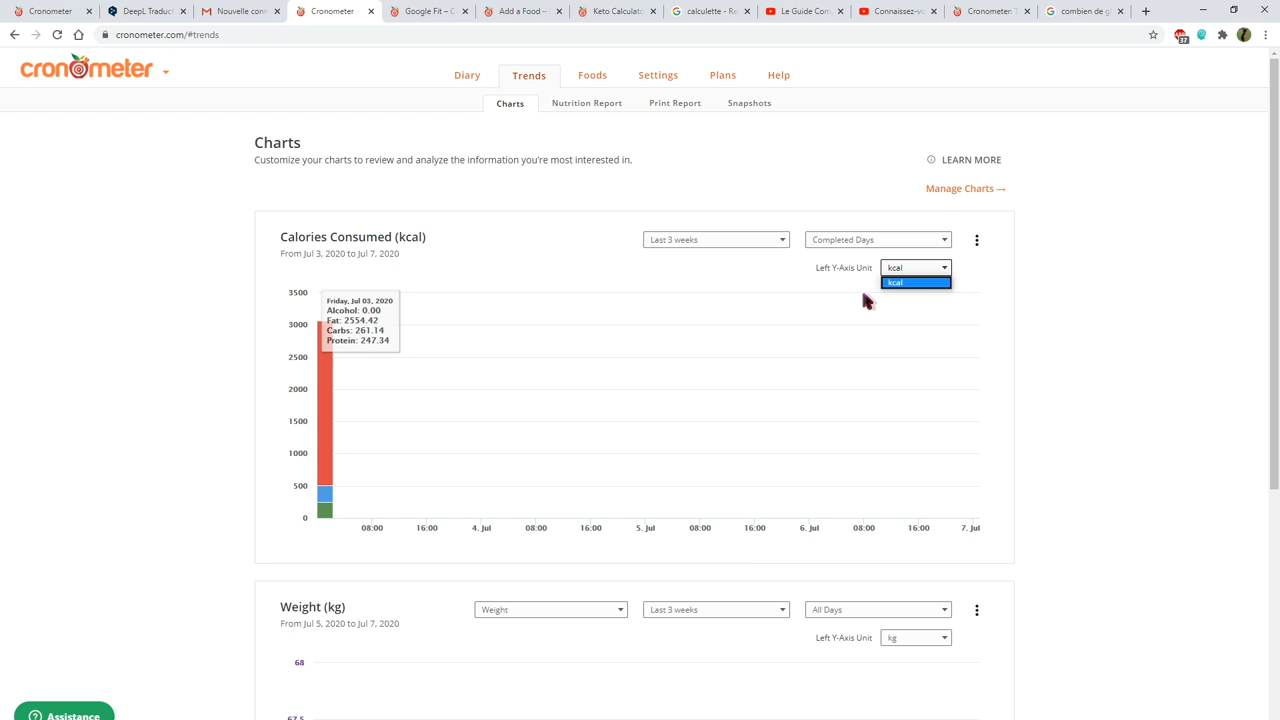 Cronometer
DeepL Traduct
Nouvelle cone
Cronometer
Google Fit – C
Add a Food –
Keto Calculato
calculette - Re
Le Guide Com
Connaissez-vo
Cronometer: T
combien de g
cronometer.com/#trends
37
cronometer
Diary
Trends
Foods
Settings
Plans
Help
Charts
Nutrition Report
Print Report
Snapshots
Charts
Customize your charts to review and analyze the information you're most interested in.
LEARN MORE
Manage Charts →
Calories Consumed (kcal)
From Jul 3, 2020 to Jul 7, 2020
Last 3 weeks
Completed Days
Left Y-Axis Unit
kcal
kcal
3500
3000
2500
2000
1500
1000
500
0
Friday, Jul 03, 2020
Alcohol: 0.00
Fat: 2554.42
Carbs: 261.14
Protein: 247.34
08:00
16:00
4. Jul
08:00
16:00
5. Jul
08:00
16:00
6. Jul
08:00
16:00
7. Jul
Weight (kg)
From Jul 5, 2020 to Jul 7, 2020
Weight
Last 3 weeks
All Days
Left Y-Axis Unit
kg
68
67.5
Assistance